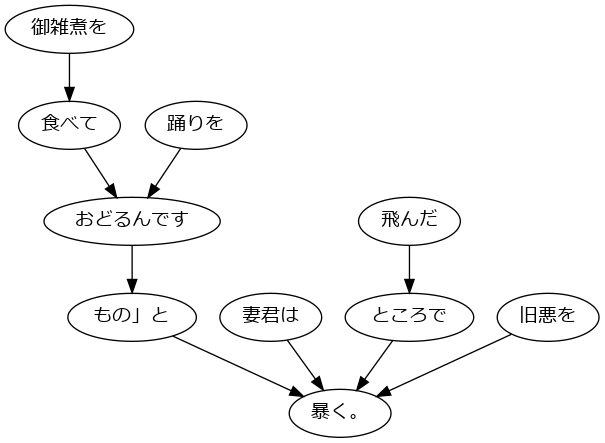 御雑煮を
食べて
踊りを
おどるんです
飛んだ
もの」と
妻君は
ところで
旧悪を
暴く。